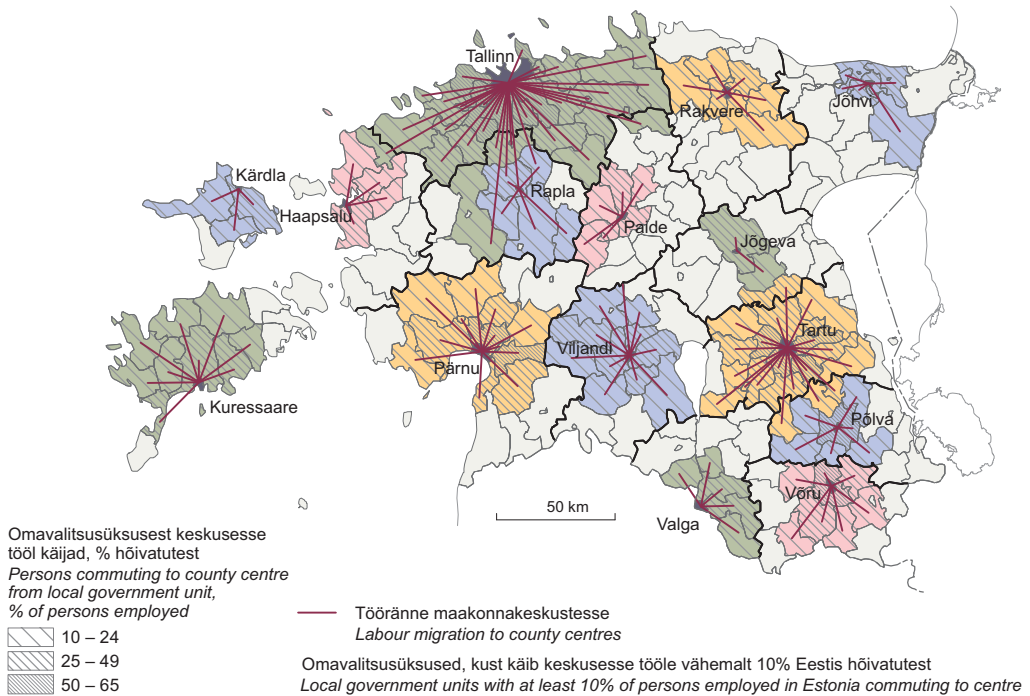 Tallinn
Rakvere
Jõhvi
Kärdla
Haapsalu
Rapla
Paide
Jõgeva
Tartu
Viljandi
Pärnu
Kuressaare
Põlva
Võru
Valga
50 km
Omavalitsusüksusest keskusesse
tööl käijad, % hõivatutest
Persons commuting to county centre
from local government unit,
% of persons employed
10 – 24
25 – 49
50 – 65
Tööränne maakonnakeskustesse
Labour migration to county centres
Omavalitsusüksused, kust käib keskusesse tööle vähemalt 10% Eestis hõivatutest
Local government units with at least 10% of persons employed in Estonia commuting to centre